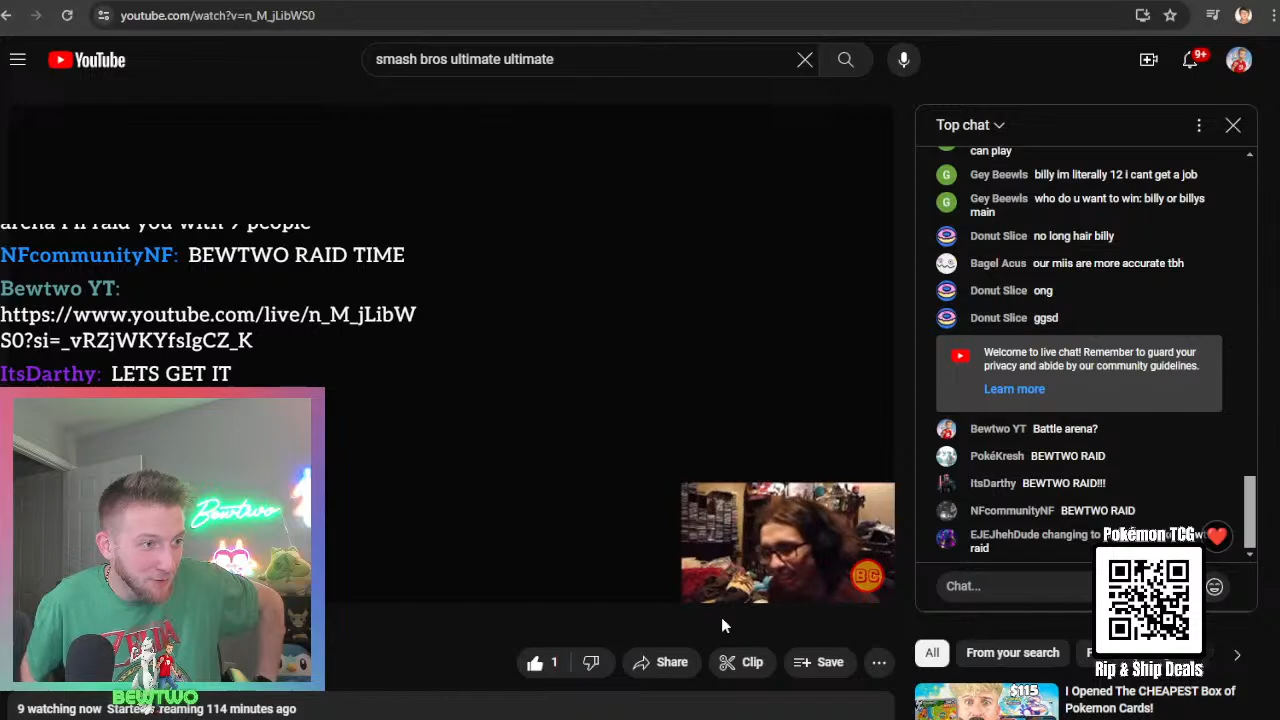 youtube.com/watch?v=n_M_jLibWS0
YouTube
smash bros ultimate ultimate
9+
Top chat
can play
G Gey Beewls billy im literally 12 i cant get a job
G Gey Beewls who do u want to win: billy or billys
main
Donut Slice no long hair billy
Bagel Acus our miis are more accurate tbh
Donut Slice ong
Donut Slice ggsd
Welcome to live chat! Remember to guard your
privacy and abide by our community guidelines.
Learn more
Bewtwo YT Battle arena?
PokéKresh BEWTWO RAID
ItsDarthy BEWTWO RAID!!!
NFcommunityNF BEWTWO RAID
EJEJhehDude changing to
raid
Chat...
arena I'll raid you with 9 people
NFcommunityNF: BEWTWO RAID TIME
Bewtwo YT:
https://www.youtube.com/live/n_M_jLibW
S0?si=_vRZjWKYfsIgCZ_K
ItsDarthy: LETS GET IT
Bewtwo
ZELDA
BEWTWO
BG
Pokémon TCG
Rip & Ship Deals
1
Share
Clip
Save
9 watching now
114 minutes ago
All
From your search
$115
I Opened The CHEAPEST Box of
Pokemon Cards!